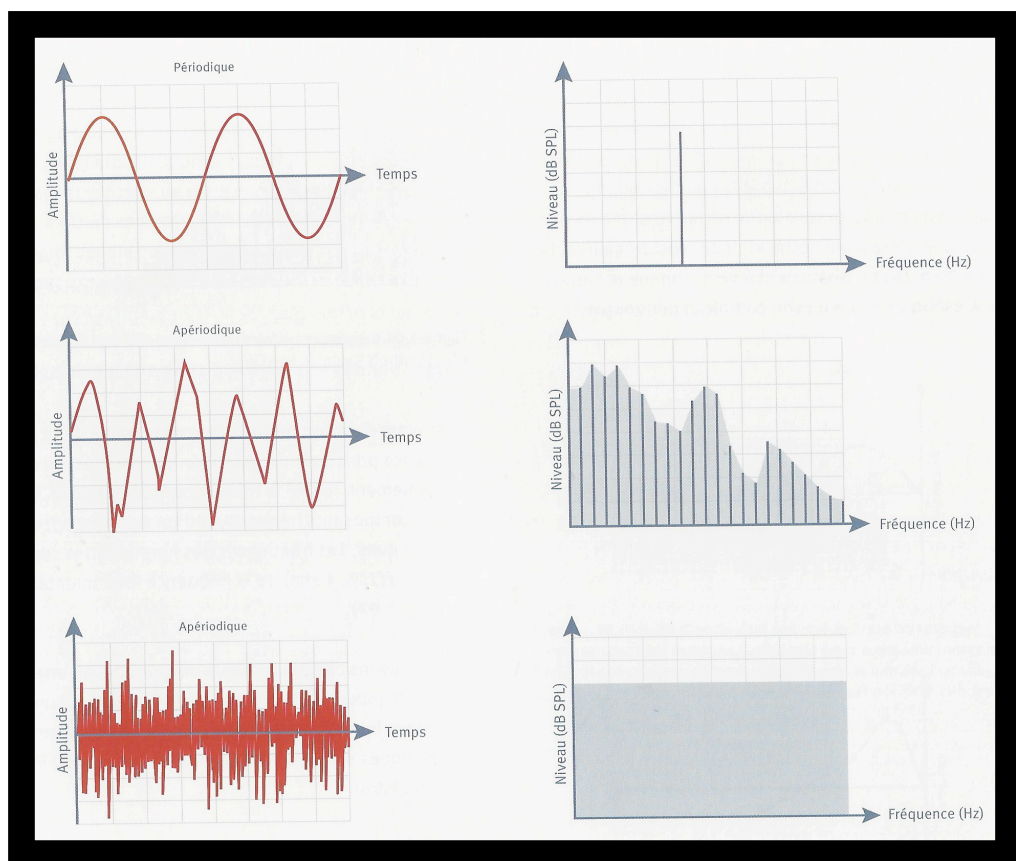 Périodique
Amplitude
Temps
Niveau (dB SPL)
Fréquence (Hz)
Apériodique
Amplitude
Temps
Niveau (dB SPL)
Fréquence (Hz)
Apériodique
Amplitude
Temps
Niveau (dB SPL)
Fréquence (Hz)